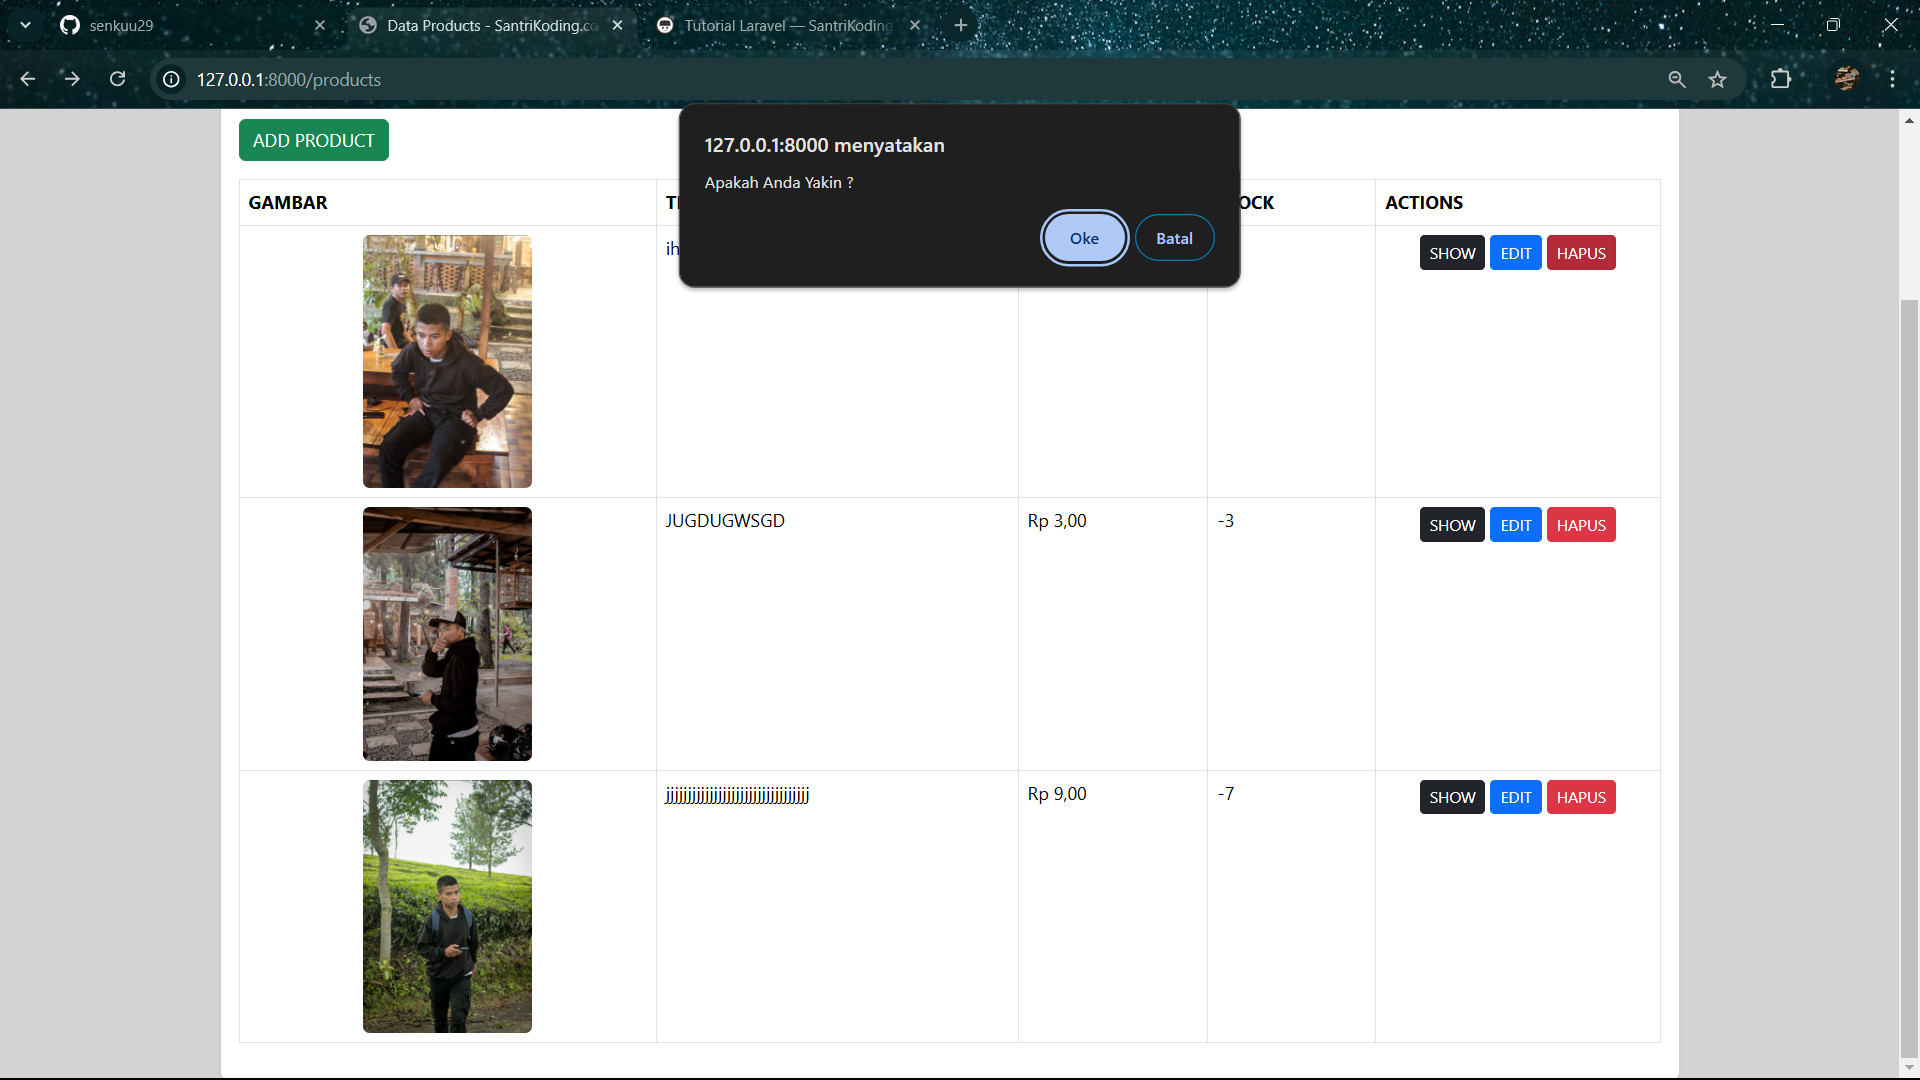 senkuu29
Data Products - SantriKoding.co
Tutorial Laravel — SantriKoding
127.0.0.1:8000/products
ADD PRODUCT
127.0.0.1:8000 menyatakan
Apakah Anda Yakin ?
Oke
Batal
GAMBAR
OCK
ACTIONS
ih
SHOW
EDIT
HAPUS
JUGDUGWSGD
Rp 3,00
-3
SHOW
EDIT
HAPUS
Rp 9,00
-7
SHOW
EDIT
HAPUS